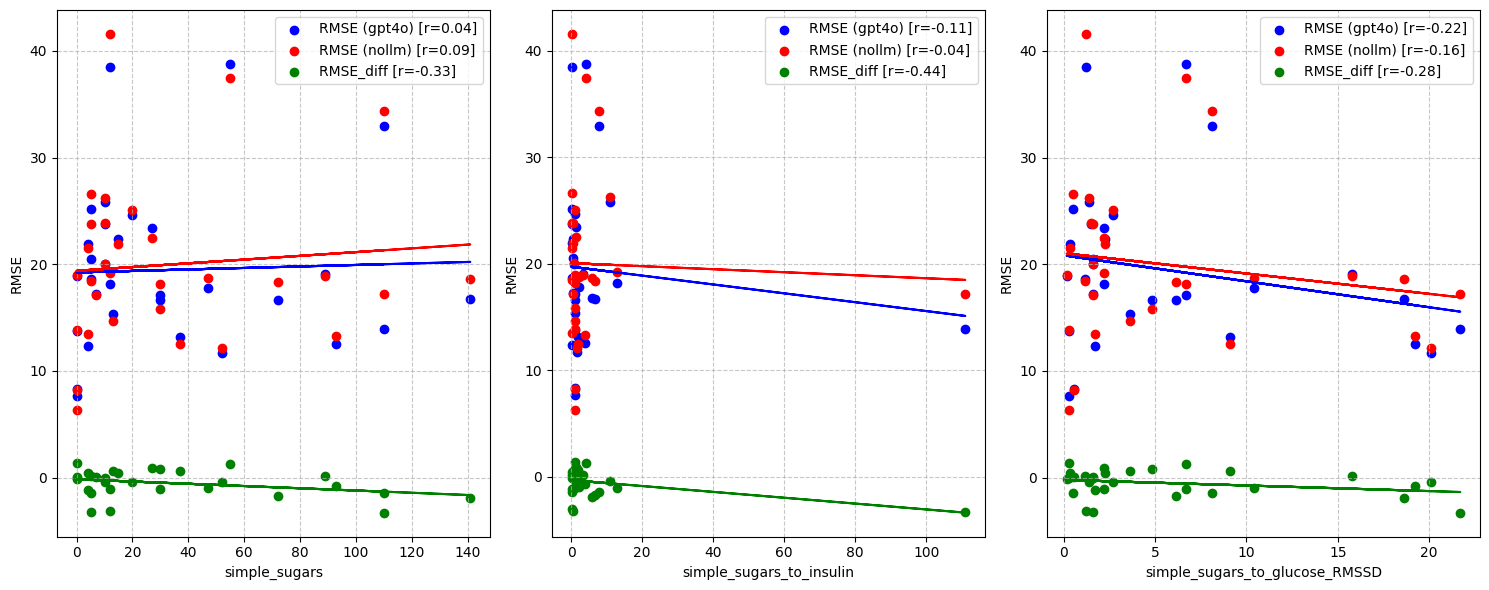 RMSE (gpt4o) [r=0.04]
RMSE (nollm) [r=0.09]
RMSE_diff [r=-0.33]
40
30
20
10
0
RMSE
0 20 40 60 80 100 120 140
simple_sugars
RMSE (gpt4o) [r=-0.11]
RMSE (nollm) [r=-0.04]
RMSE_diff [r=-0.44]
40
30
20
10
0
RMSE
0 20 40 60 80 100
simple_sugars_to_insulin
RMSE (gpt4o) [r=-0.22]
RMSE (nollm) [r=-0.16]
RMSE_diff [r=-0.28]
40
30
20
10
0
RMSE
0 5 10 15 20
simple_sugars_to_glucose_RMSSD